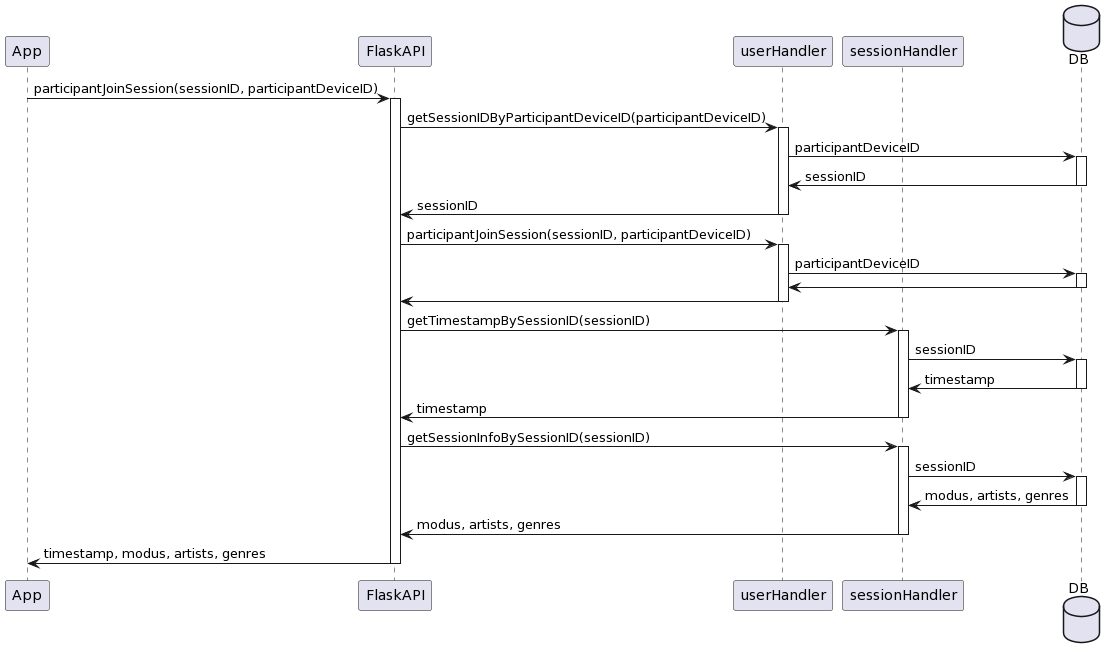 DB
App
FlaskAPI
userHandler
sessionHandler
participantJoinSession(sessionID, participantDeviceID)
getSessionIDByParticipantDeviceID(participantDeviceID)
participantDeviceID
sessionID
sessionID
participantJoinSession(sessionID, participantDeviceID)
participantDeviceID
getTimestampBySessionID(sessionID)
sessionID
timestamp
timestamp
getSessionInfoBySessionID(sessionID)
sessionID
modus, artists, genres
modus, artists, genres
timestamp, modus, artists, genres
App
FlaskAPI
userHandler
sessionHandler
DB